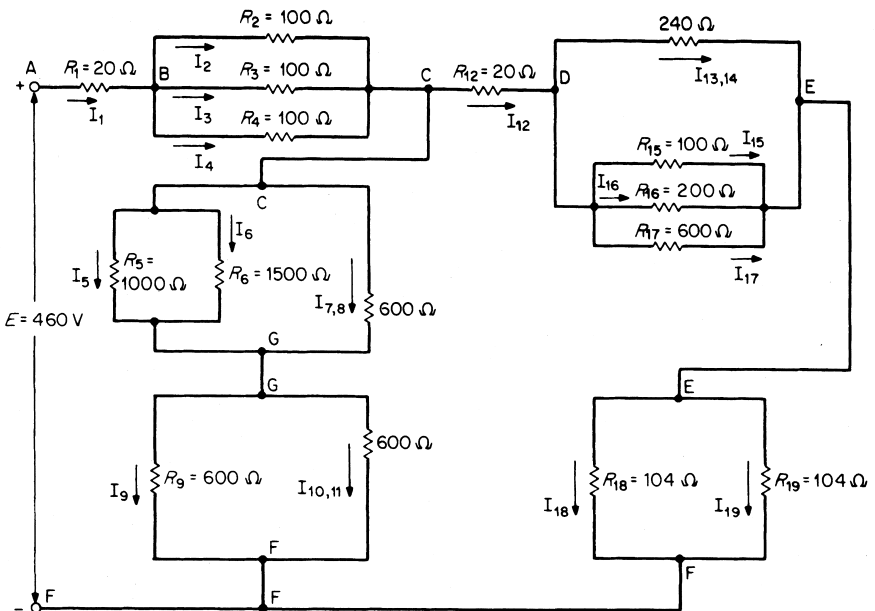 R2 = 100 Ω
I2
A
+
R1 = 20 Ω
I1
B
R3 = 100 Ω
I3
R4 = 100 Ω
I4
C
R12 = 20 Ω
I12
D
240 Ω
I13,14
E
R15 = 100 Ω
I15
I16
R16 = 200 Ω
R17 = 600 Ω
I17
C
I5
R5 =
1000 Ω
I6
R6 = 1500 Ω
I7,8
600 Ω
E = 460 V
G
G
I9
R9 = 600 Ω
I10,11
600 Ω
E
I18
R18 = 104 Ω
I19
R19 = 104 Ω
F
F
- F
F